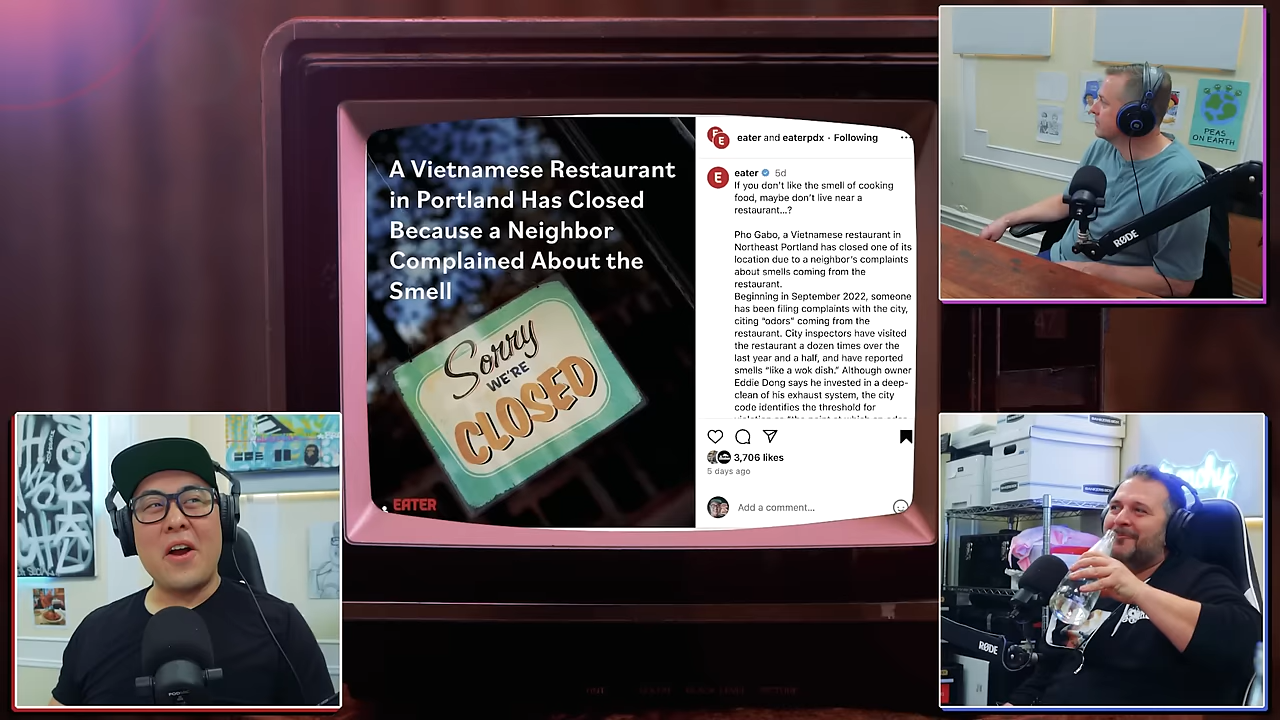 A Vietnamese Restaurant
in Portland Has Closed
Because a Neighbor
Complained About the
Smell
Sorry
WE'RE
CLOSED
EATER
eater and eaterpdx · Following
eater 5d
If you don't like the smell of cooking
food, maybe don't live near a
restaurant...?
Pho Gabo, a Vietnamese restaurant in
Northeast Portland has closed one of its
location due to a neighbor's complaints
about smells coming from the
restaurant.
Beginning in September 2022, someone
has been filing complaints with the city,
citing "odors" coming from the
restaurant. City inspectors have visited
the restaurant a dozen times over the
last year and a half, and have reported
smells "like a wok dish." Although owner
Eddie Dong says he invested in a deep-
clean of his exhaust system, the city
code identifies the threshold for
3,706 likes
5 days ago
Add a comment...
PEAS
ON EARTH
RØDE
RØDE